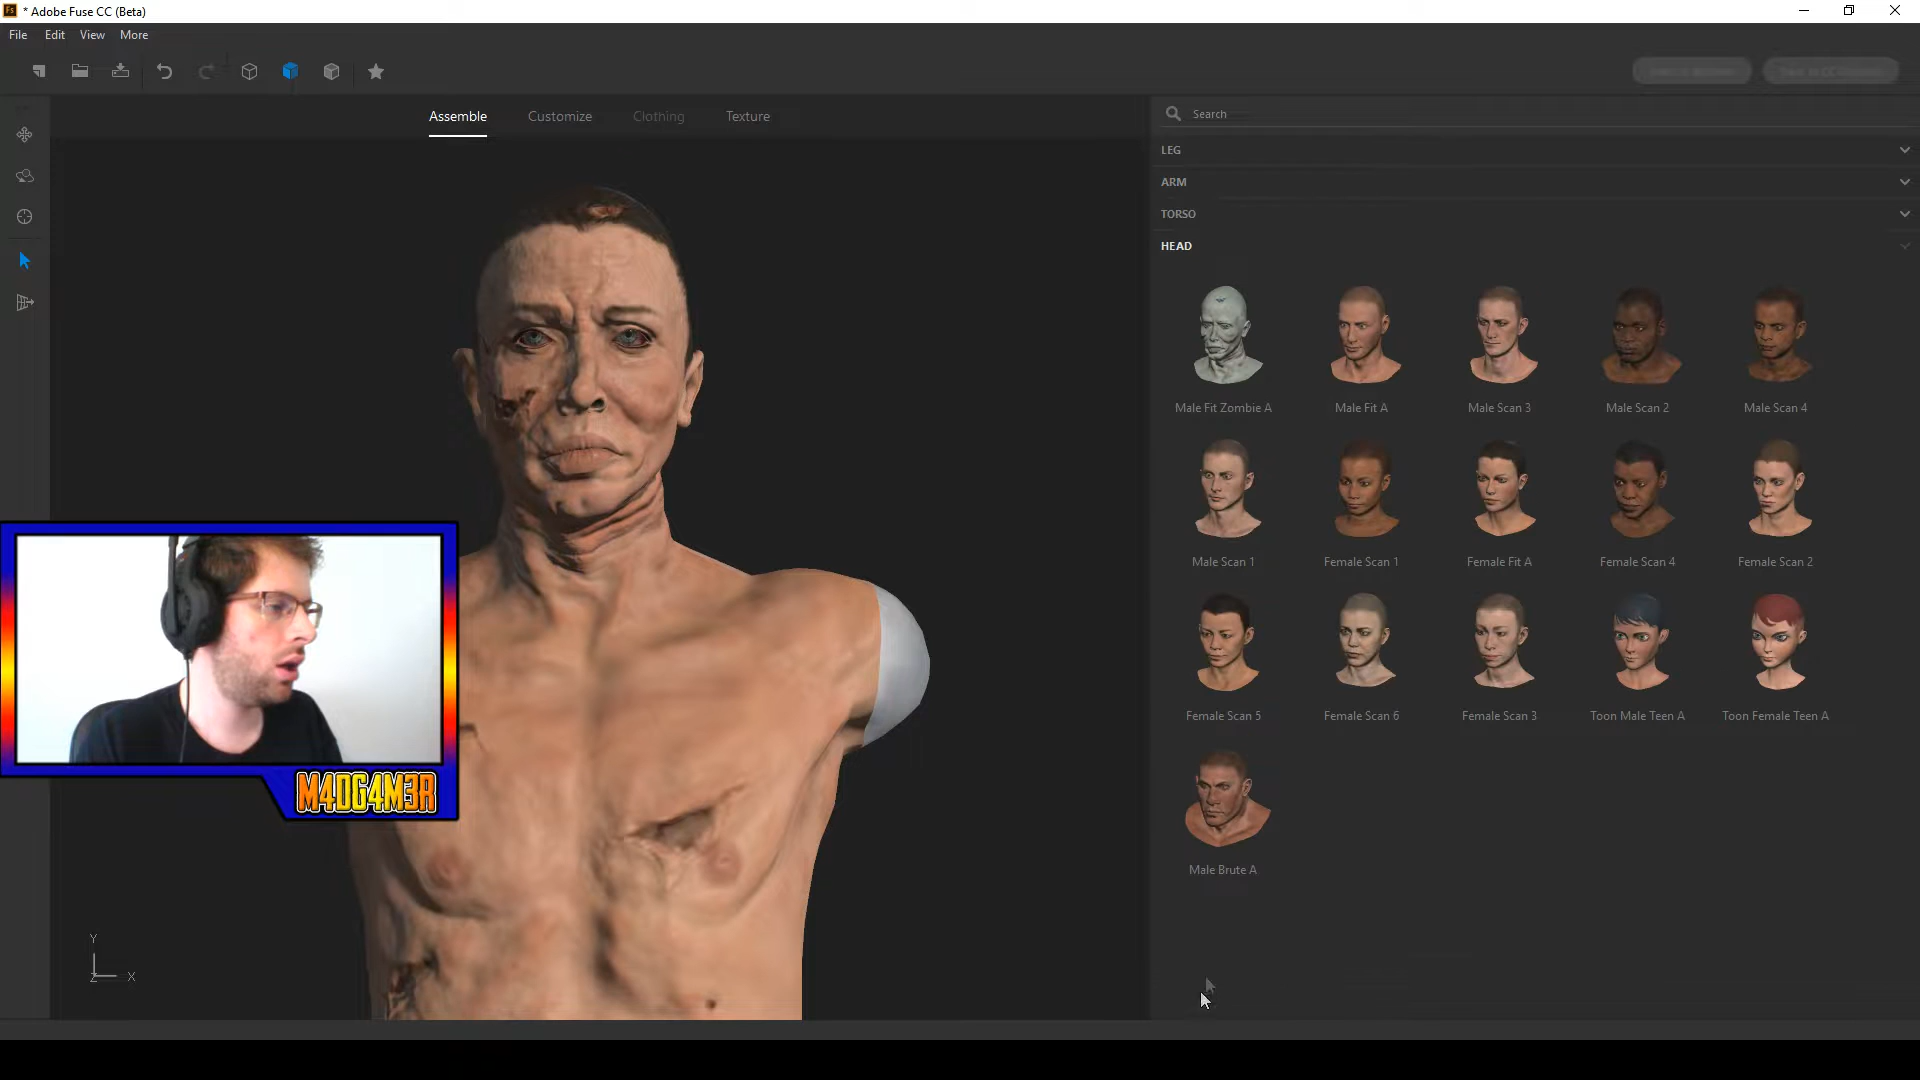 * Adobe Fuse CC (Beta)
File Edit View More
Assemble Customize Clothing Texture
Search
LEG
ARM
TORSO
HEAD
Male Fit Zombie A Male Fit A Male Scan 3 Male Scan 2 Male Scan 4
Male Scan 1 Female Scan 1 Female Fit A Female Scan 4 Female Scan 2
Female Scan 5 Female Scan 6 Female Scan 3 Toon Male Teen A Toon Female Teen A
Male Brute A
M4DG4M3R
Y
Z X